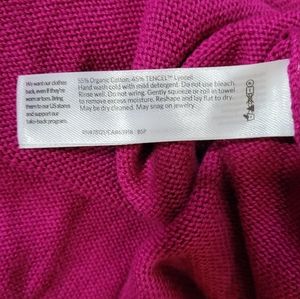 We want our clothes
back, even if they're
worn or torn. Bring
them to our US stores
and support our
take-back program.
55% Organic Cotton, 45% TENCEL™ Lyocell
Hand wash cold with mild detergent. Do not use bleach.
Rinse well. Do not wring. Gently squeeze or roll in towel
to remove excess moisture. Reshape and lay flat to dry.
May be dry cleaned. May snag on jewelry.